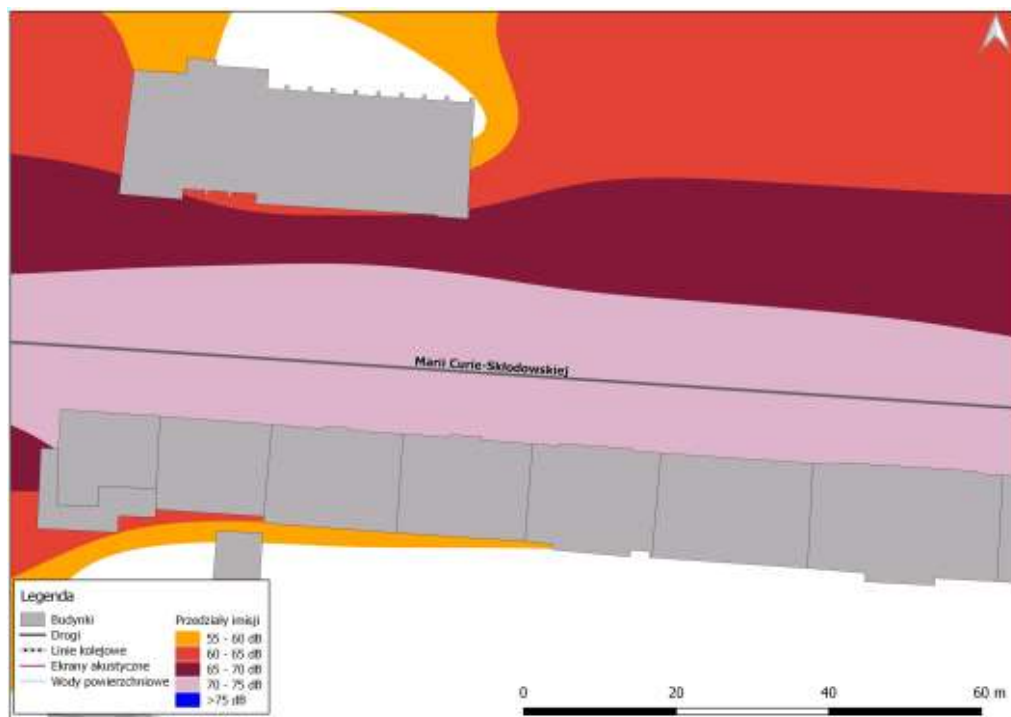 Marii Curie-Skłodowskiej
Legenda
Budynki
Drogi
Linie kolejowe
Ekrany akustyczne
Wody powierzchniowe
Przedziały imisji
55 - 60 dB
60 - 65 dB
65 - 70 dB
70 - 75 dB
>75 dB
0 20 40 60 m